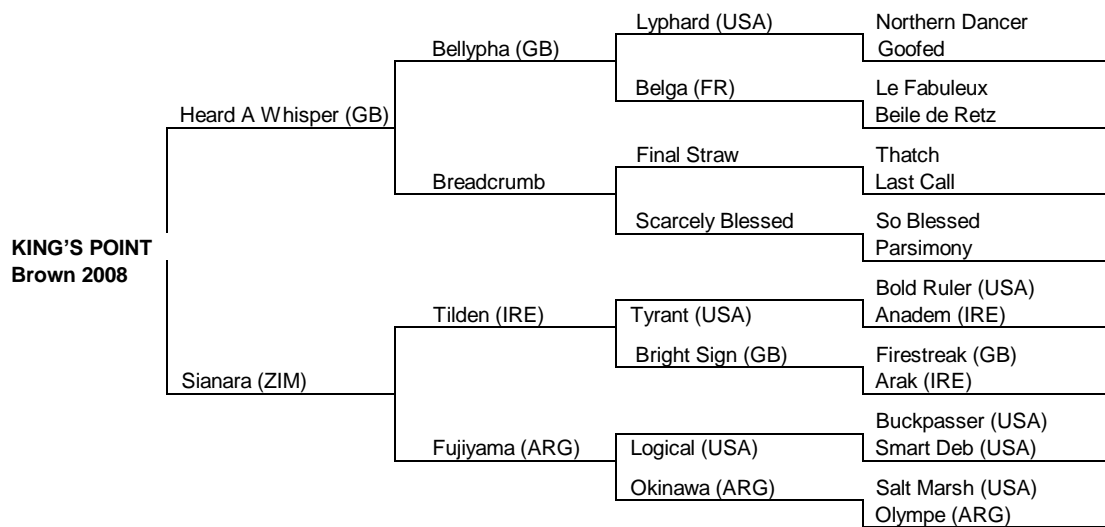 Lyphard (USA)
Northern Dancer
Goofed
Bellypha (GB)
Belga (FR)
Le Fabuleux
Beile de Retz
Heard A Whisper (GB)
Final Straw
Thatch
Last Call
Breadcrumb
Scarcely Blessed
So Blessed
Parsimony
KING'S POINT
Brown 2008
Bold Ruler (USA)
Tilden (IRE)
Tyrant (USA)
Anadem (IRE)
Bright Sign (GB)
Firestreak (GB)
Arak (IRE)
Sianara (ZIM)
Buckpasser (USA)
Fujiyama (ARG)
Logical (USA)
Smart Deb (USA)
Okinawa (ARG)
Salt Marsh (USA)
Olympe (ARG)